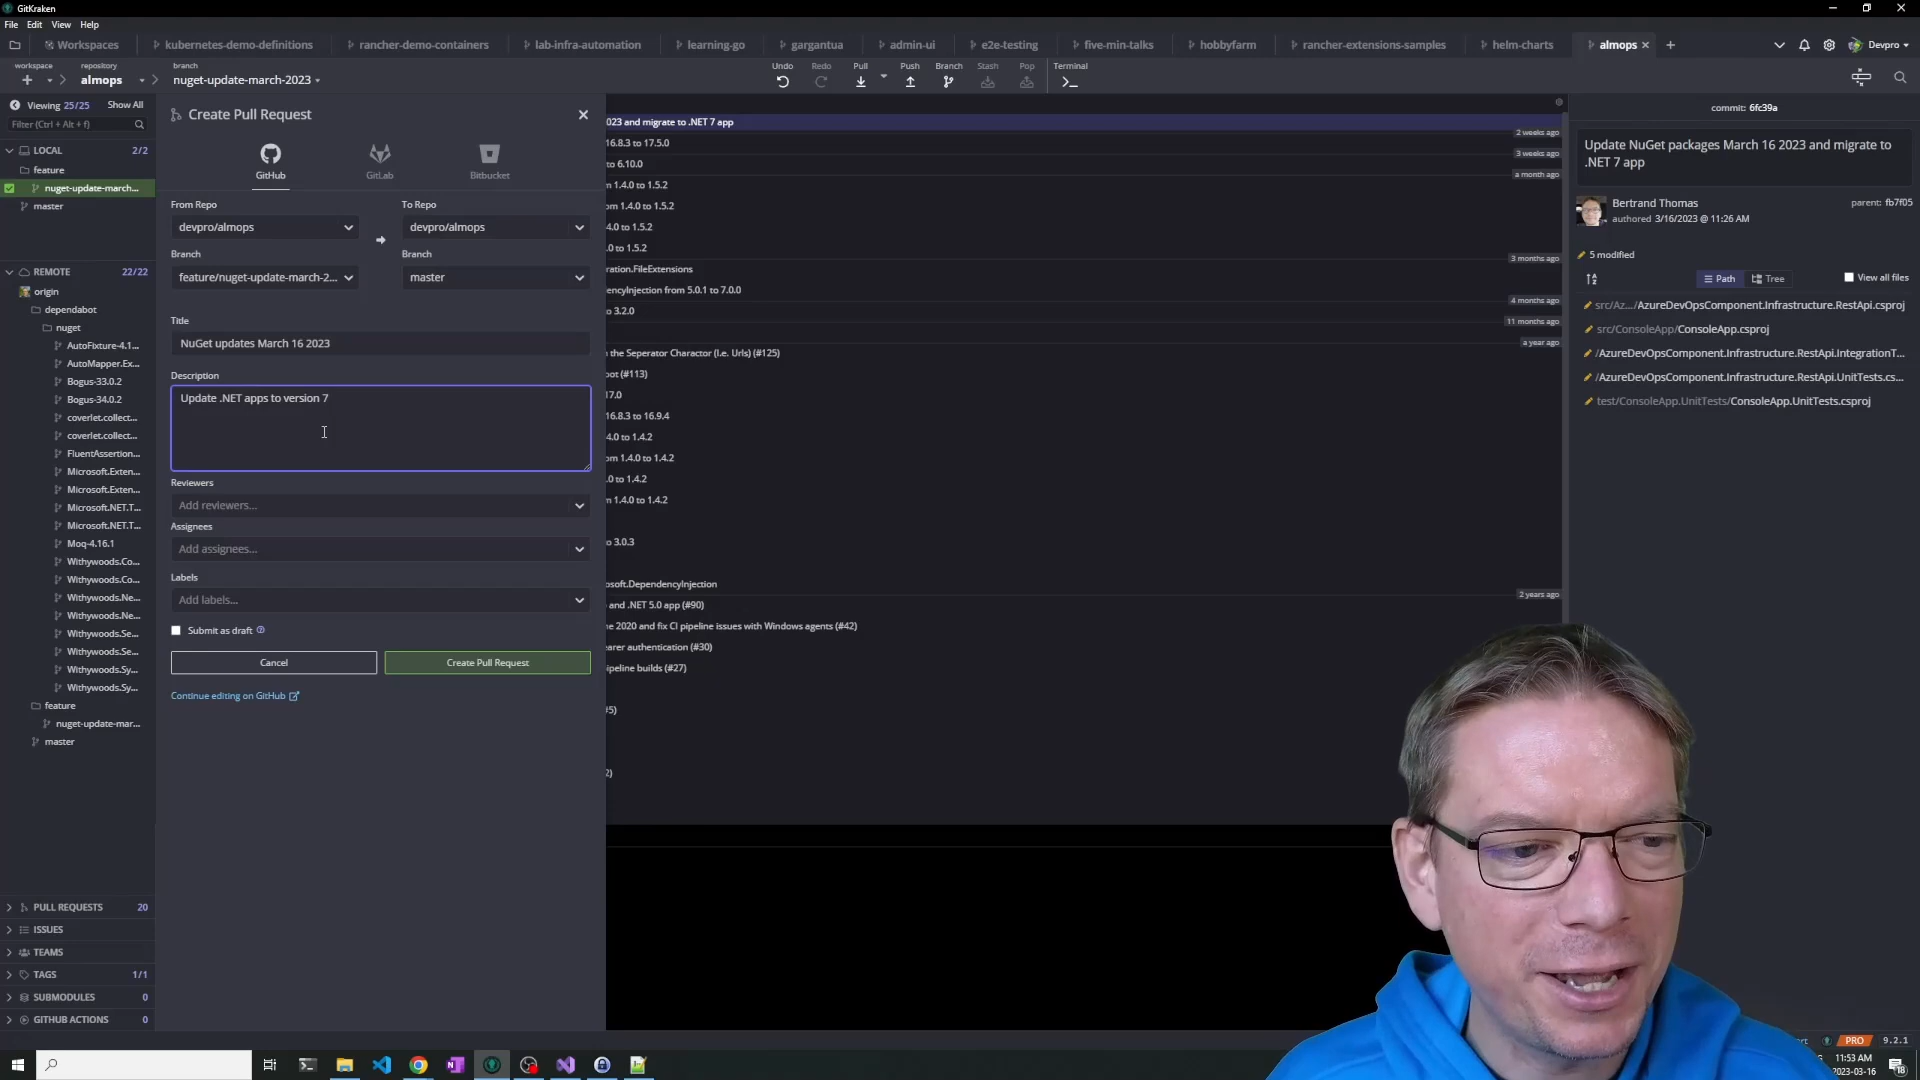 GitKraken
File Edit View Help
Workspaces kubernetes-demo-definitions rancher-demo-containers lab-infra-automation learning-go gargantua admin-ui e2e-testing five-min-talks hobbyfarm rancher-extensions-samples helm-charts almops Devpro
workspace repository branch
almops nuget-update-march-2023
Undo Redo Pull Push Branch Stash Pop Terminal
Viewing 25/25 Show All
Filter (Ctrl + Alt + f)
LOCAL 2/2
feature
nuget-update-march...
master
REMOTE 22/22
origin
dependabot
nuget
AutoFixture-4.1...
AutoMapper.Ex...
Bogus-33.0.2
Bogus-34.0.2
coverlet.collect...
coverlet.collect...
FluentAssertion...
Microsoft.Exten...
Microsoft.Exten...
Microsoft.NET.T...
Microsoft.NET.T...
Moq-4.16.1
Withywoods.Co...
Withywoods.Co...
Withywoods.Ne...
Withywoods.Ne...
Withywoods.Se...
Withywoods.Se...
Withywoods.Sy...
Withywoods.Sy...
feature
nuget-update-mar...
master
PULL REQUESTS 20
ISSUES
TEAMS
TAGS 1/1
SUBMODULES 0
GITHUB ACTIONS 0
Create Pull Request
GitHub GitLab Bitbucket
From Repo To Repo
devpro/almops devpro/almops
Branch Branch
feature/nuget-update-march-2... master
Title
NuGet updates March 16 2023
Description
Update .NET apps to version 7
Reviewers
Add reviewers...
Assignees
Add assignees...
Labels
Add labels...
Submit as draft
Cancel Create Pull Request
Continue editing on GitHub
023 and migrate to .NET 7 app
2 weeks ago
16.8.3 to 17.5.0
3 weeks ago
to 6.10.0
a month ago
n 1.4.0 to 1.5.2
om 1.4.0 to 1.5.2
4.0 to 1.5.2
.0 to 1.5.2
3 months ago
ration.FileExtensions
encyInjection from 5.0.1 to 7.0.0
4 months ago
o 3.2.0
11 months ago
a year ago
n the Seperator Charactor (I.e. Urls) (#125)
oot (#113)
17.0
16.8.3 to 16.9.4
4.0 to 1.4.2
om 1.4.0 to 1.4.2
.0 to 1.4.2
n 1.4.0 to 1.4.2
o 3.0.3
osoft.DependencyInjection
2 years ago
and .NET 5.0 app (#90)
ne 2020 and fix CI pipeline issues with Windows agents (#42)
earer authentication (#30)
ipeline builds (#27)
#5)
2)
commit: 6fc39a
Update NuGet packages March 16 2023 and migrate to
.NET 7 app
Bertrand Thomas parent: fb7f05
authored 3/16/2023 @ 11:26 AM
5 modified
Path Tree View all files
src/Az.../AzureDevOpsComponent.Infrastructure.RestApi.csproj
src/ConsoleApp/ConsoleApp.csproj
/AzureDevOpsComponent.Infrastructure.RestApi.IntegrationT...
/AzureDevOpsComponent.Infrastructure.RestApi.UnitTests.cs...
test/ConsoleApp.UnitTests/ConsoleApp.UnitTests.csproj
PRO 9.2.1
11:53 AM
2023-03-16